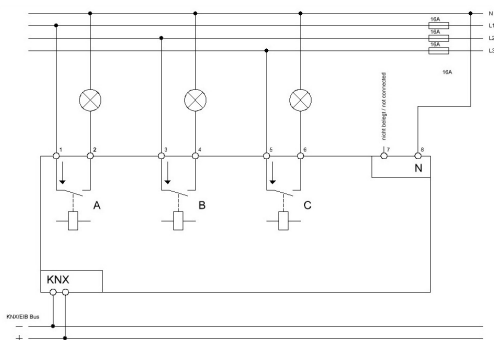 N
16A
L1
16A
L2
16A
L3
16A
nicht belegt / not connected
1
2
3
4
5
6
7
8
N
A
B
C
KNX
KNX/EIB Bus
−
+